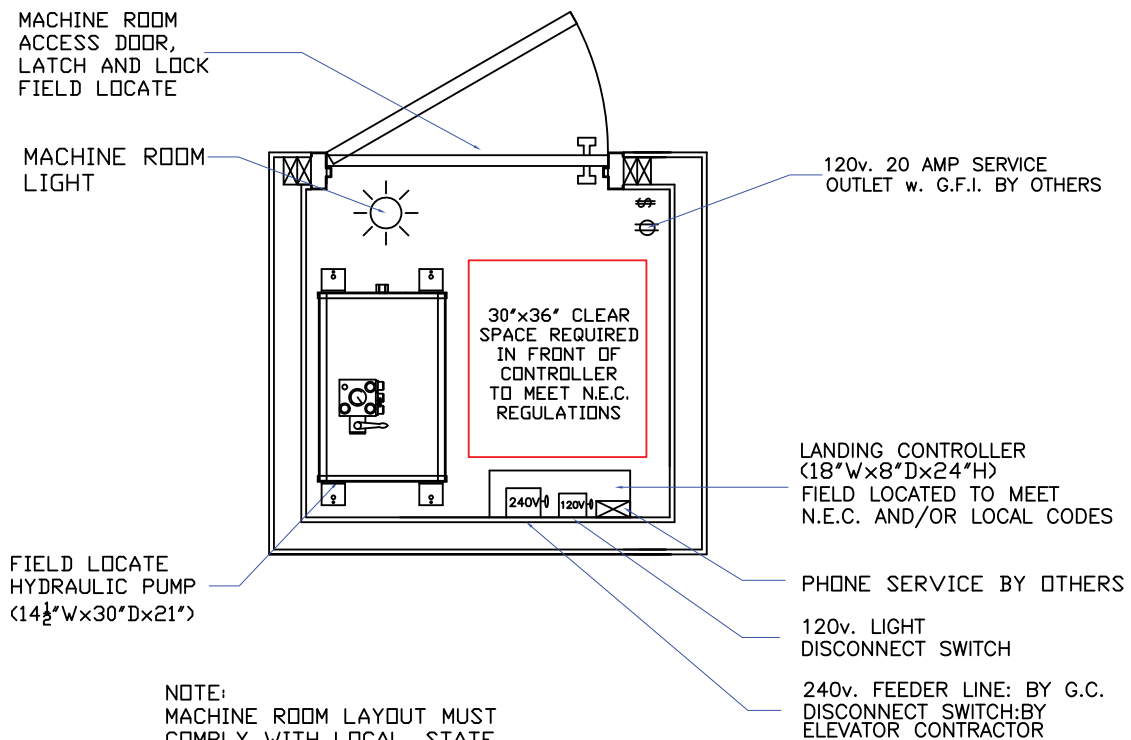 MACHINE ROOM
ACCESS DOOR,
LATCH AND LOCK
FIELD LOCATE
MACHINE ROOM
LIGHT
120v. 20 AMP SERVICE
OUTLET w. G.F.I. BY OTHERS
$
30"x36" CLEAR
SPACE REQUIRED
IN FRONT OF
CONTROLLER
TO MEET N.E.C.
REGULATIONS
240V
120V
LANDING CONTROLLER
(18"Wx8"Dx24"H)
FIELD LOCATED TO MEET
N.E.C. AND/OR LOCAL CODES
FIELD LOCATE
HYDRAULIC PUMP
(14½"Wx30"Dx21")
PHONE SERVICE BY OTHERS
120v. LIGHT
DISCONNECT SWITCH
240v. FEEDER LINE: BY G.C.
DISCONNECT SWITCH:BY
ELEVATOR CONTRACTOR
NOTE:
MACHINE ROOM LAYOUT MUST
COMPLY WITH LOCAL, STATE